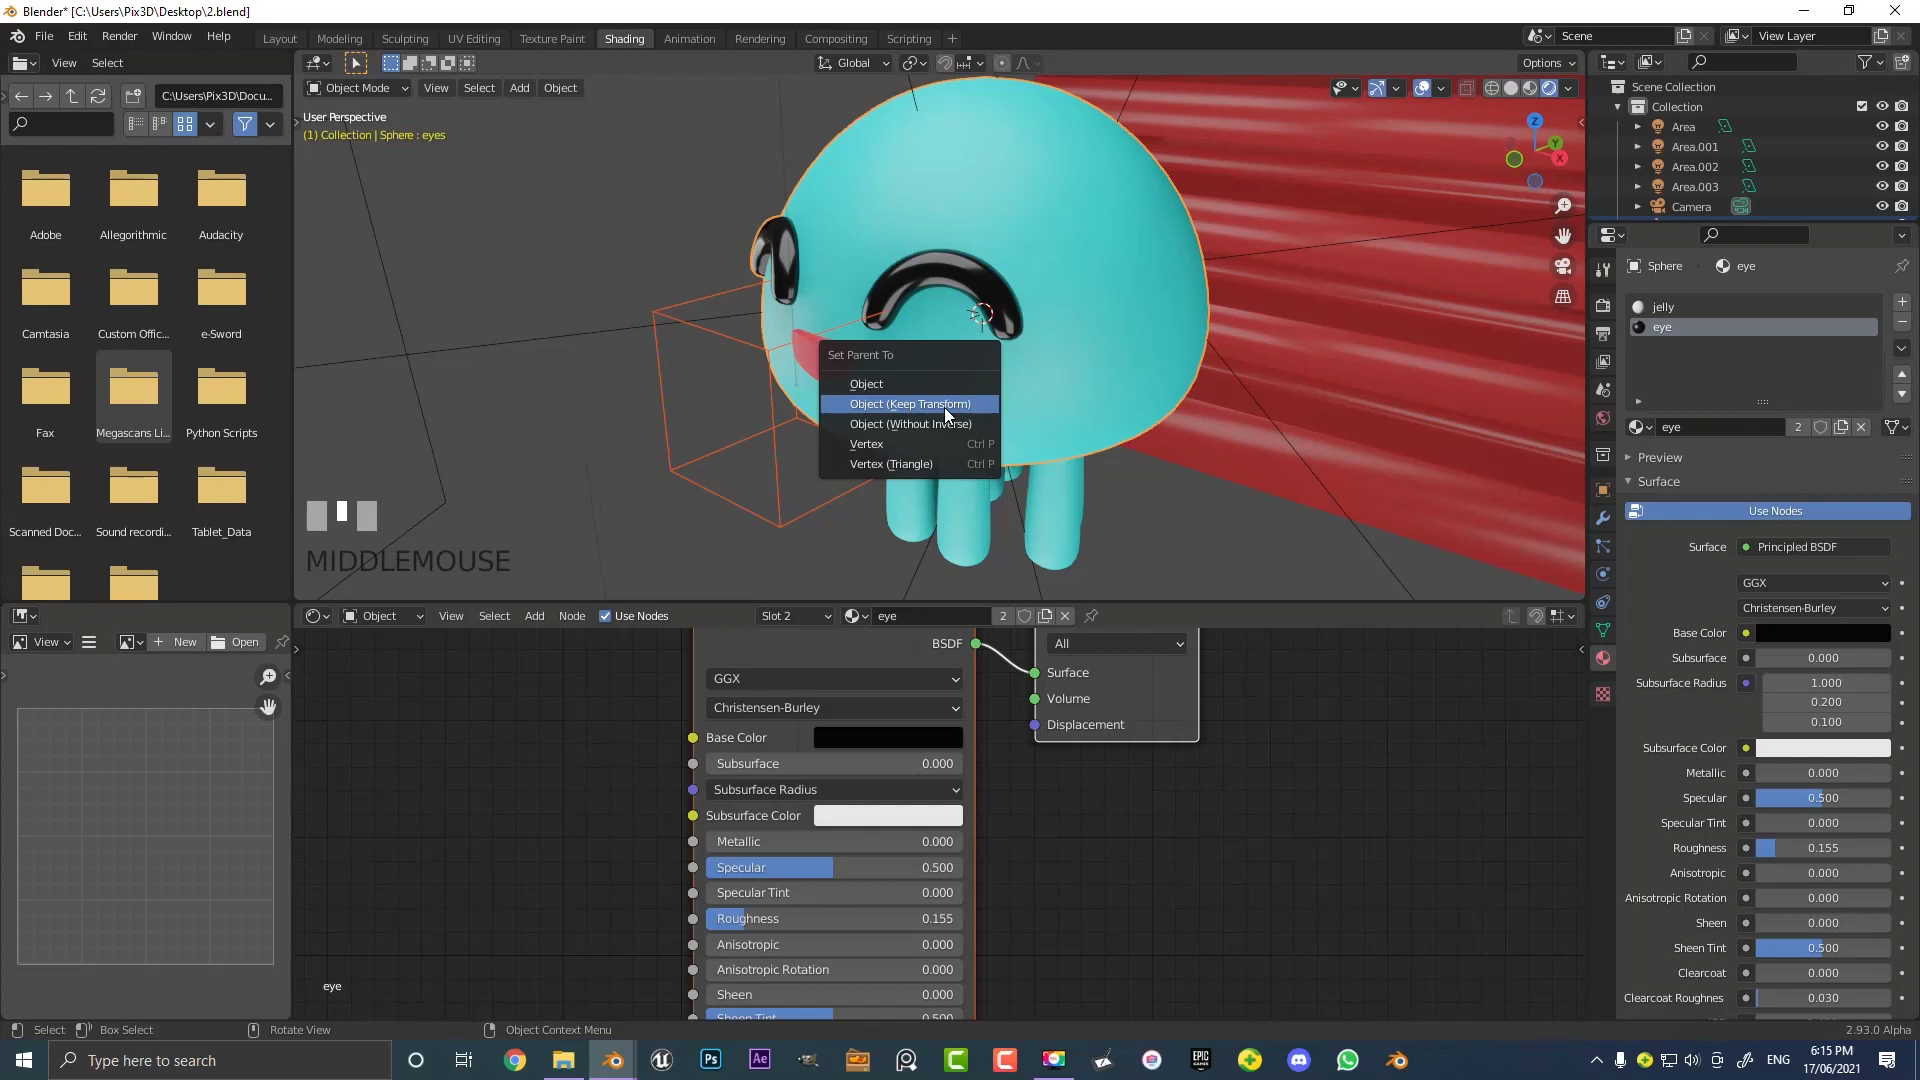 Blender* [C:\Users\Pix3D\Desktop\2.blend]
File Edit Render Window Help
Layout Modeling Sculpting UV Editing Texture Paint Shading Animation Rendering Compositing Scripting
Scene
View Layer
View Select
Global
Options
C:\Users\Pix3D\Docu...
Object Mode View Select Add Object
User Perspective
(1) Collection | Sphere : eyes
Adobe Allegorithmic Audacity
Camtasia Custom Offic... e-Sword
Fax Megascans Li... Python Scripts
Scanned Doc... Sound recordi... Tablet_Data
Z
Y
X
Set Parent To
Object
Object (Keep Transform)
Object (Without Inverse)
Vertex Ctrl P
Vertex (Triangle) Ctrl P
MIDDLEMOUSE
Scene Collection
Collection
Area
Area.001
Area.002
Area.003
Camera
Sphere eye
jelly
eye
eye 2
Preview
Surface
Use Nodes
Surface Principled BSDF
GGX
Christensen-Burley
Base Color
Subsurface 0.000
Subsurface Radius 1.000
0.200
0.100
Subsurface Color
Metallic 0.000
Specular 0.500
Specular Tint 0.000
Roughness 0.155
Anisotropic 0.000
Anisotropic Rotation 0.000
Sheen 0.000
Sheen Tint 0.500
Clearcoat 0.000
Clearcoat Roughnes 0.030
View New Open
Object View Select Add Node Use Nodes Slot 2 eye 2
BSDF
GGX
Christensen-Burley
Base Color
Subsurface 0.000
Subsurface Radius
Subsurface Color
Metallic 0.000
Specular 0.500
Specular Tint 0.000
Roughness 0.155
Anisotropic 0.000
Anisotropic Rotation 0.000
Sheen 0.000
Sheen Tint 0.500
All
Surface
Volume
Displacement
eye
Select Box Select Rotate View Object Context Menu 2.93.0 Alpha
Type here to search
Ps
Ae
EPIC GAMES
ENG
6:15 PM
17/06/2021